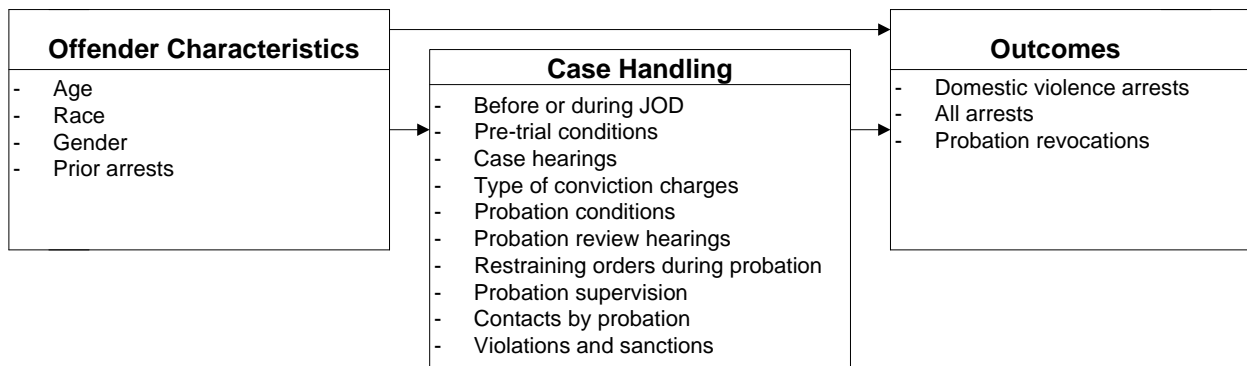 Offender Characteristics
- Age
- Race
- Gender
- Prior arrests
Case Handling
- Before or during JOD
- Pre-trial conditions
- Case hearings
- Type of conviction charges
- Probation conditions
- Probation review hearings
- Restraining orders during probation
- Probation supervision
- Contacts by probation
- Violations and sanctions
Outcomes
- Domestic violence arrests
- All arrests
- Probation revocations